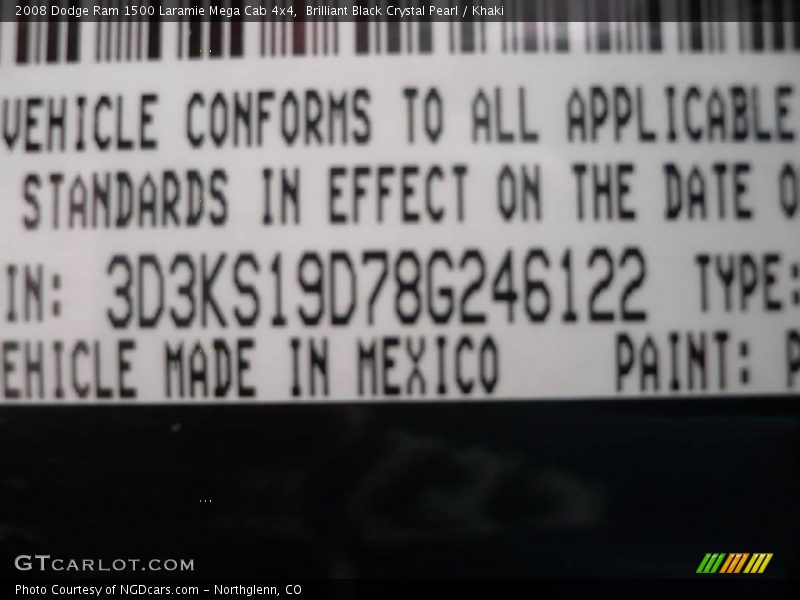 2008 Dodge Ram 1500 Laramie Mega Cab 4x4, Brilliant Black Crystal Pearl / Khaki
VEHICLE CONFORMS TO ALL APPLICABLE
STANDARDS IN EFFECT ON THE DATE O
IN: 3D3KS19D78G246122 TYPE:
EHICLE MADE IN MEXICO PAINT: P
GTCARLOT.COM
Photo Courtesy of NGDcars.com – Northglenn, CO